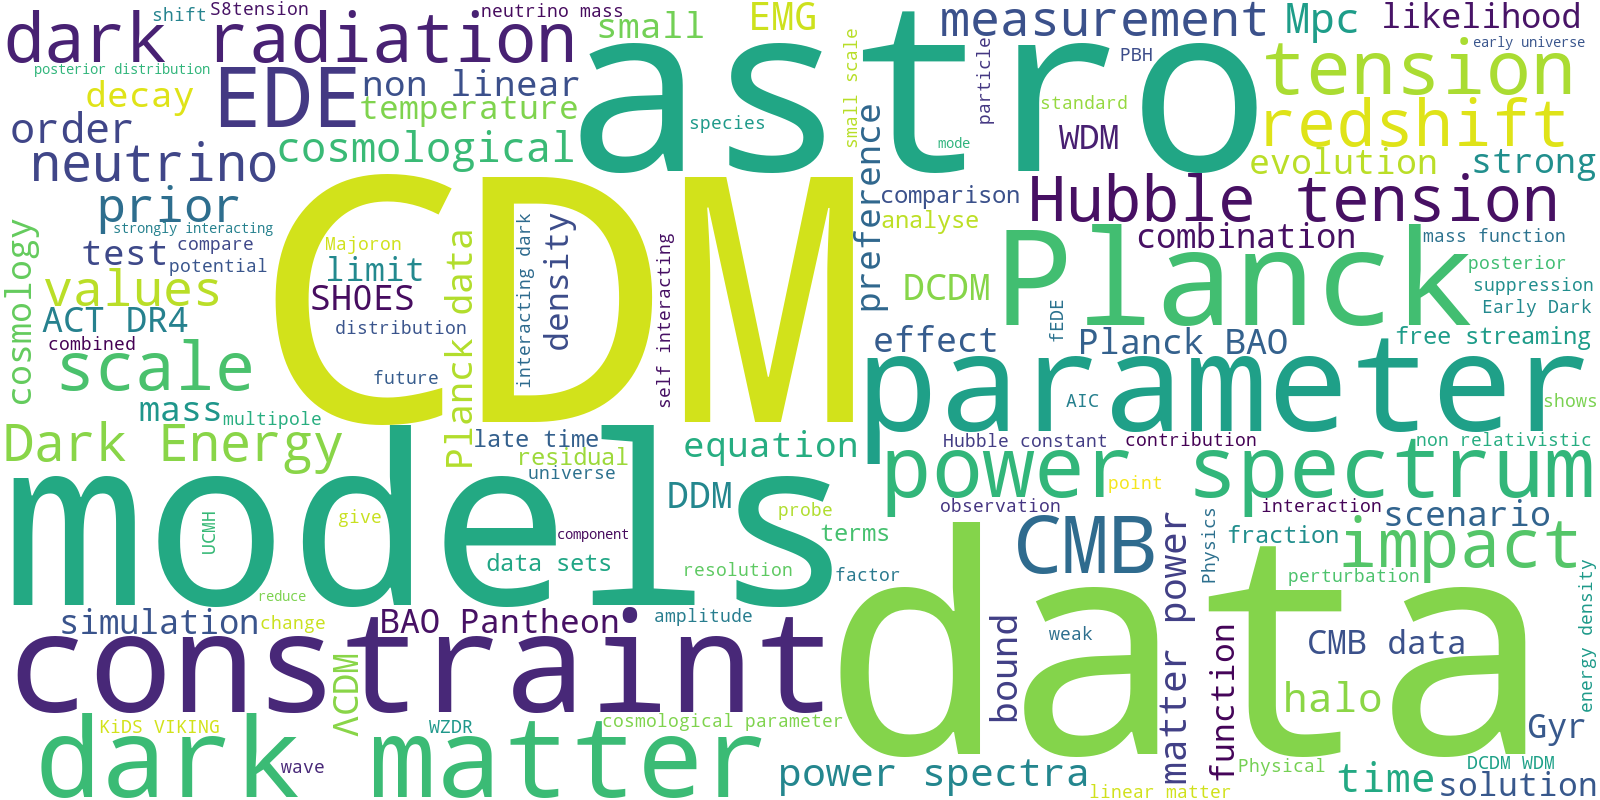 dark radiation
shift
S8tension
neutrino mass
small
EMG
measurement
Mpc
likelihood
posterior distribution
decay
EDE
non linear
temperature
astro
small scale
particle
PBH
early universe
tension
order
neutrino
cosmological
species
standard
mode
WDM
redshift
evolution
strong
prior
strongly interacting
test
compare
potential
CDM
Majoron
limit
SHOES
distribution
future
Planck data
interacting dark
density
self interacting
preference
comparison
analyse
Hubble tension
combination
mass function
DCDM
Planck
posterior
suppression
Early Dark
fEDE
cosmology
values
ACT DR4
combined
scale
mass
multipole
effect
Planck BAO
free streaming
parameter
AIC
shows
Dark Energy
late time
residual
universe
equation
Hubble constant
contribution
non relativistic
power spectrum
point
models
UCMH
give
component
data sets
DDM
probe
terms
resolution
factor
observation
interaction
scenario
CMB
matter power
Physics
fraction
impact
perturbation
energy density
reduce
simulation
change
BAO Pantheon
amplitude
constraint
ΛCDM
data
bound
weak
function
CMB data
halo
KiDS VIKING
WZDR
cosmological parameter
Gyr
dark matter
wave
power spectra
linear matter
Physical
time
DCDM WDM
solution